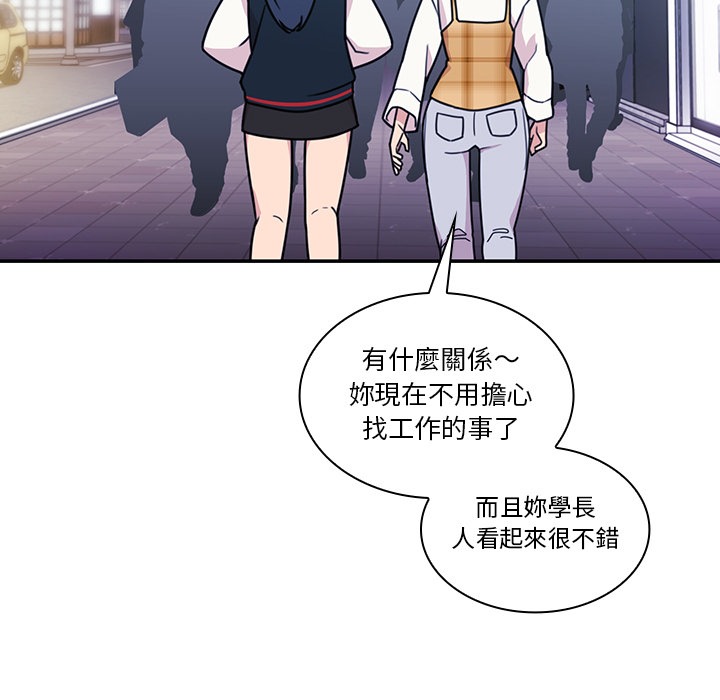 有什麼關係～
妳現在不用擔心
找工作的事了
而且妳學長
人看起來很不錯